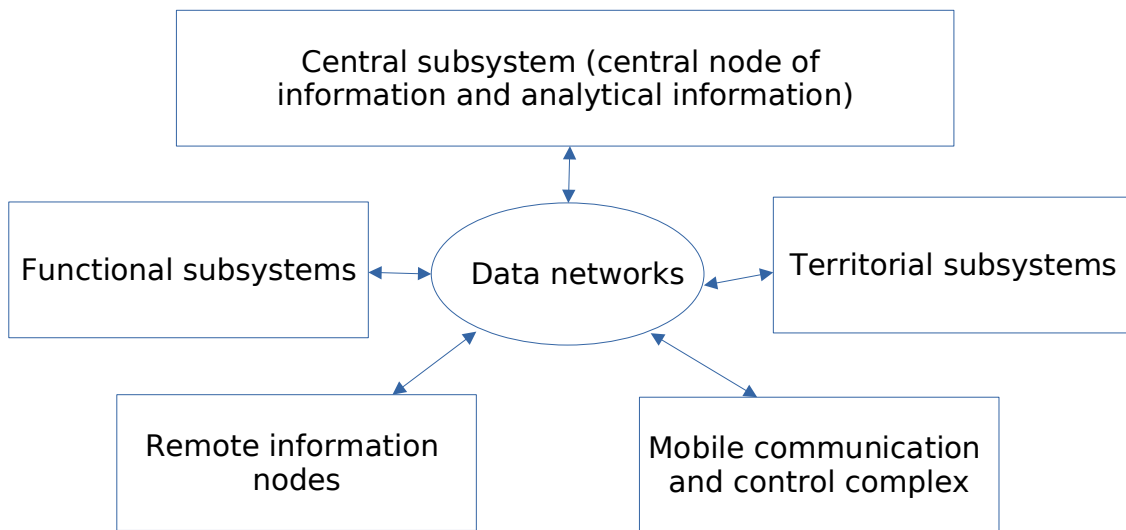 Central subsystem (central node of
information and analytical information)
Functional subsystems
Data networks
Territorial subsystems
Remote information
nodes
Mobile communication
and control complex